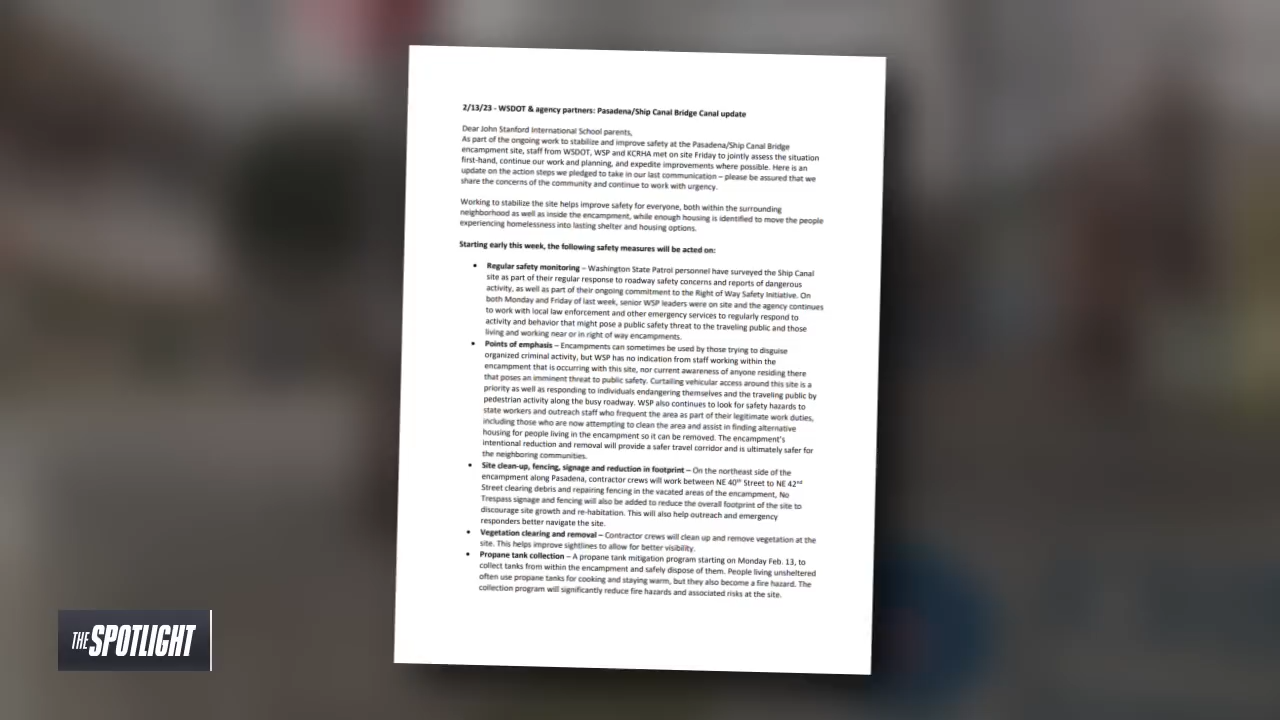 2/13/23 - WSDOT & agency partners: Pasadena/Ship Canal Bridge Canal update
Dear John Stanford International School parents,
As part of the ongoing work to stabilize and improve safety at the Pasadena/Ship Canal Bridge
encampment site, staff from WSDOT, WSP and KCRHA met on site Friday to jointly assess the situation
first-hand, continue our work and planning, and expedite improvements where possible. Here is an
update on the action steps we pledged to take in our last communication – please be assured that we
share the concerns of the community and continue to work with urgency.
Working to stabilize the site helps improve safety for everyone, both within the surrounding
neighborhood as well as inside the encampment, while enough housing is identified to move the people
experiencing homelessness into lasting shelter and housing options.
Starting early this week, the following safety measures will be acted on:
• Regular safety monitoring – Washington State Patrol personnel have surveyed the Ship Canal
site as part of their regular response to roadway safety concerns and reports of dangerous
activity, as well as part of their ongoing commitment to the Right of Way Safety Initiative. On
both Monday and Friday of last week, senior WSP leaders were on site and the agency continues
to work with local law enforcement and other emergency services to regularly respond to
activity and behavior that might pose a public safety threat to the traveling public and those
living and working near or in right of way encampments.
• Points of emphasis – Encampments can sometimes be used by those trying to disguise
organized criminal activity, but WSP has no indication from staff working within the
encampment that is occurring with this site, nor current awareness of anyone residing there
that poses an imminent threat to public safety. Curtailing vehicular access around this site is a
priority as well as responding to individuals endangering themselves and the traveling public by
pedestrian activity along the busy roadway. WSP also continues to look for safety hazards to
state workers and outreach staff who frequent the area as part of their legitimate work duties,
including those who are now attempting to clean the area and assist in finding alternative
housing for people living in the encampment so it can be removed. The encampment's
intentional reduction and removal will provide a safer travel corridor and is ultimately safer for
the neighboring communities.
• Site clean-up, fencing, signage and reduction in footprint – On the northeast side of the
encampment along Pasadena, contractor crews will work between NE 40th Street to NE 42nd
Street clearing debris and repairing fencing in the vacated areas of the encampment, No
Trespass signage and fencing will also be added to reduce the overall footprint of the site to
discourage site growth and re-habitation. This will also help outreach and emergency
responders better navigate the site.
• Vegetation clearing and removal – Contractor crews will clean up and remove vegetation at the
site. This helps improve sightlines to allow for better visibility.
• Propane tank collection – A propane tank mitigation program starting on Monday Feb. 13, to
collect tanks from within the encampment and safely dispose of them. People living unsheltered
often use propane tanks for cooking and staying warm, but they also become a fire hazard. The
collection program will significantly reduce fire hazards and associated risks at the site.
THE SPOTLIGHT